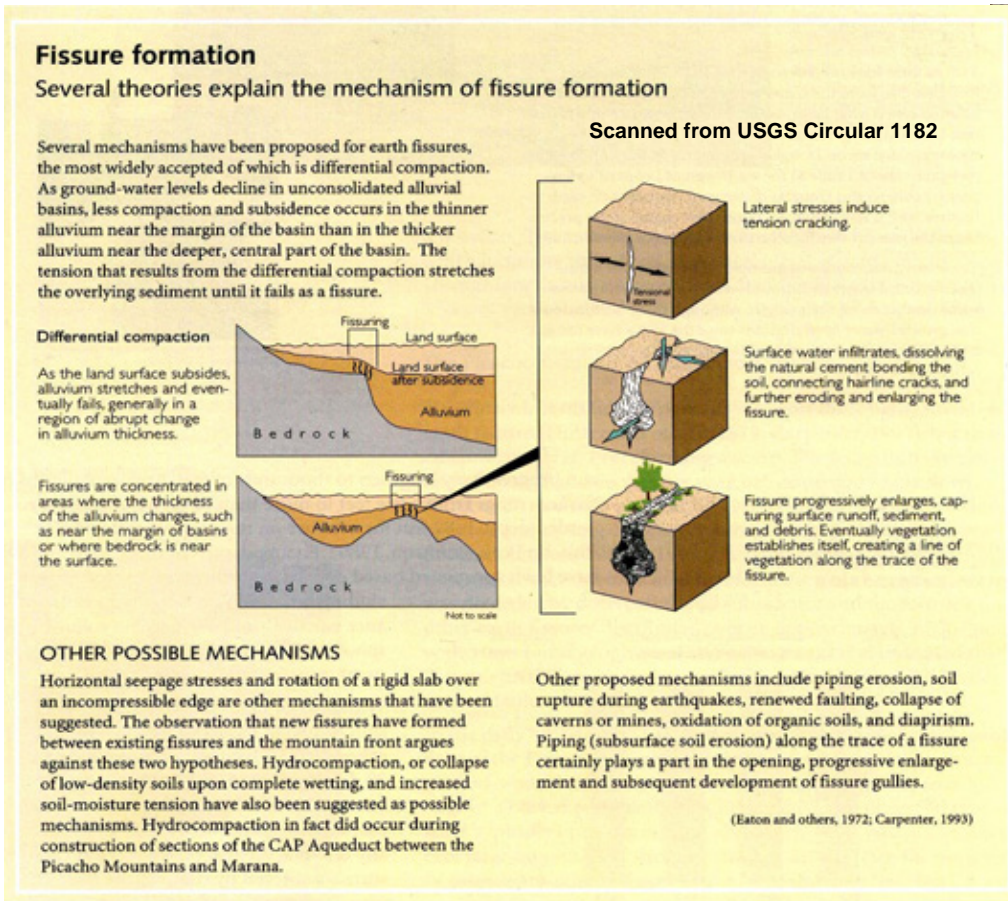 Fissure formation
Several theories explain the mechanism of fissure formation
Scanned from USGS Circular 1182
Several mechanisms have been proposed for earth fissures,
the most widely accepted of which is differential compaction.
As ground-water levels decline in unconsolidated alluvial
basins, less compaction and subsidence occurs in the thinner
alluvium near the margin of the basin than in the thicker
alluvium near the deeper, central part of the basin. The
tension that results from the differential compaction stretches
the overlying sediment until it fails as a fissure.
Differential compaction
As the land surface subsides,
alluvium stretches and even-
tually fails, generally in a
region of abrupt change
in alluvium thickness.
Fissuring
Land surface
Land surface
after subsidence
Alluvium
Bedrock
Fissures are concentrated in
areas where the thickness
of the alluvium changes, such
as near the margin of basins
or where bedrock is near
the surface.
Fissuring
Alluvium
Bedrock
Not to scale
Tensional
stress
Lateral stresses induce
tension cracking.
Surface water infiltrates, dissolving
the natural cement bonding the
soil, connecting hairline cracks, and
further eroding and enlarging the
fissure.
Fissure progressively enlarges, cap-
turing surface runoff, sediment,
and debris. Eventually vegetation
establishes itself, creating a line of
vegetation along the trace of the
fissure.
OTHER POSSIBLE MECHANISMS
Horizontal seepage stresses and rotation of a rigid slab over
an incompressible edge are other mechanisms that have been
suggested. The observation that new fissures have formed
between existing fissures and the mountain front argues
against these two hypotheses. Hydrocompaction, or collapse
of low-density soils upon complete wetting, and increased
soil-moisture tension have also been suggested as possible
mechanisms. Hydrocompaction in fact did occur during
construction of sections of the CAP Aqueduct between the
Picacho Mountains and Marana.
Other proposed mechanisms include piping erosion, soil
rupture during earthquakes, renewed faulting, collapse of
caverns or mines, oxidation of organic soils, and diapirism.
Piping (subsurface soil erosion) along the trace of a fissure
certainly plays a part in the opening, progressive enlarge-
ment and subsequent development of fissure gullies.
(Eaton and others, 1972; Carpenter, 1993)